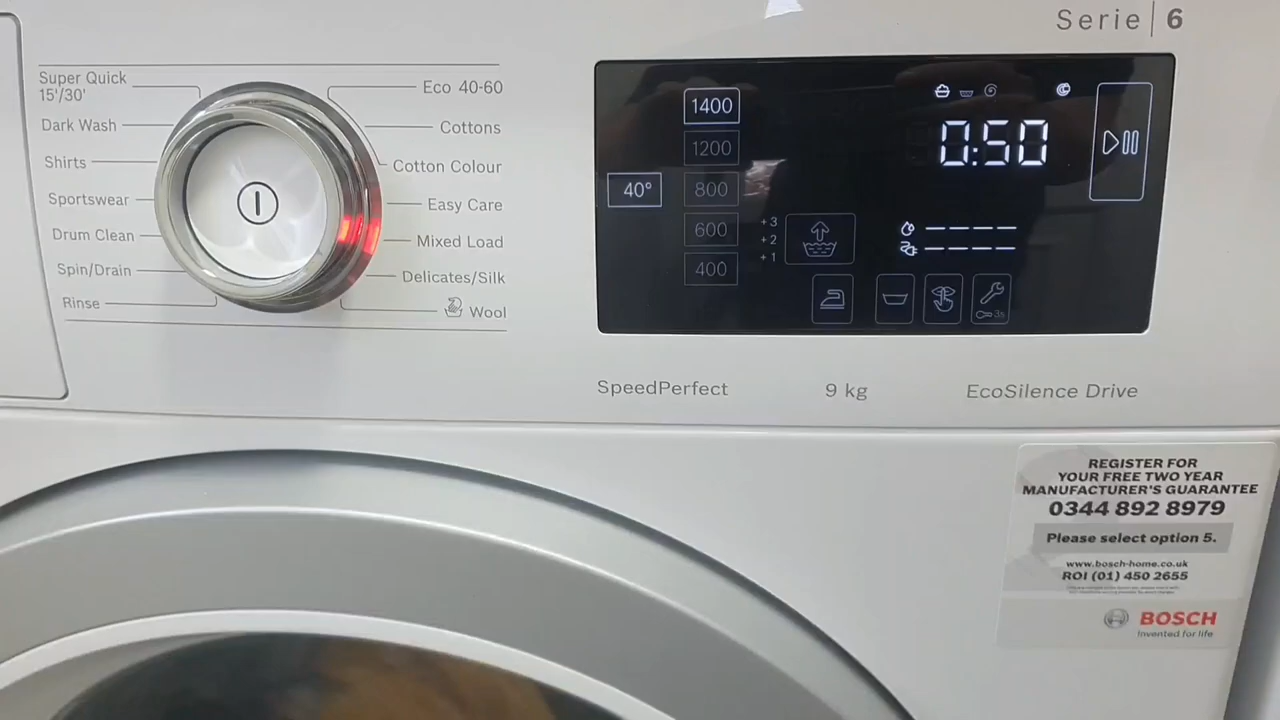 Serie | 6
Super Quick
15'/30'
Dark Wash
Shirts
Sportswear
Drum Clean
Spin/Drain
Rinse
Eco 40-60
Cottons
Cotton Colour
Easy Care
Mixed Load
Delicates/Silk
Wool
40°
1400
1200
800
600
400
+3
+2
+1
0:50
3s
SpeedPerfect
9 kg
EcoSilence Drive
REGISTER FOR
YOUR FREE TWO YEAR
MANUFACTURER'S GUARANTEE
0344 892 8979
Please select option 5.
www.bosch-home.co.uk
ROI (01) 450 2655
BOSCH
Invented for life